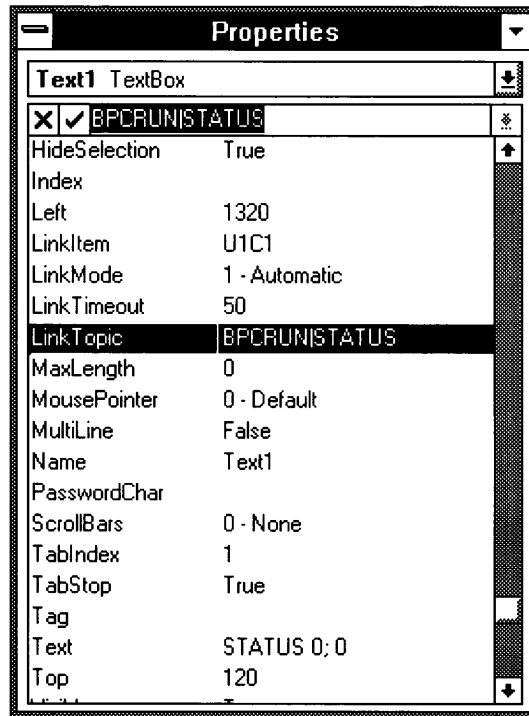 Properties
Text1 TextBox
BPCRUN|STATUS
HideSelection True
Index
Left 1320
LinkItem U1C1
LinkMode 1 - Automatic
LinkTimeout 50
LinkTopic BPCRUN|STATUS
MaxLength 0
MousePointer 0 - Default
MultiLine False
Name Text1
PasswordChar
ScrollBars 0 - None
TabIndex 1
TabStop True
Tag
Text STATUS 0; 0
Top 120